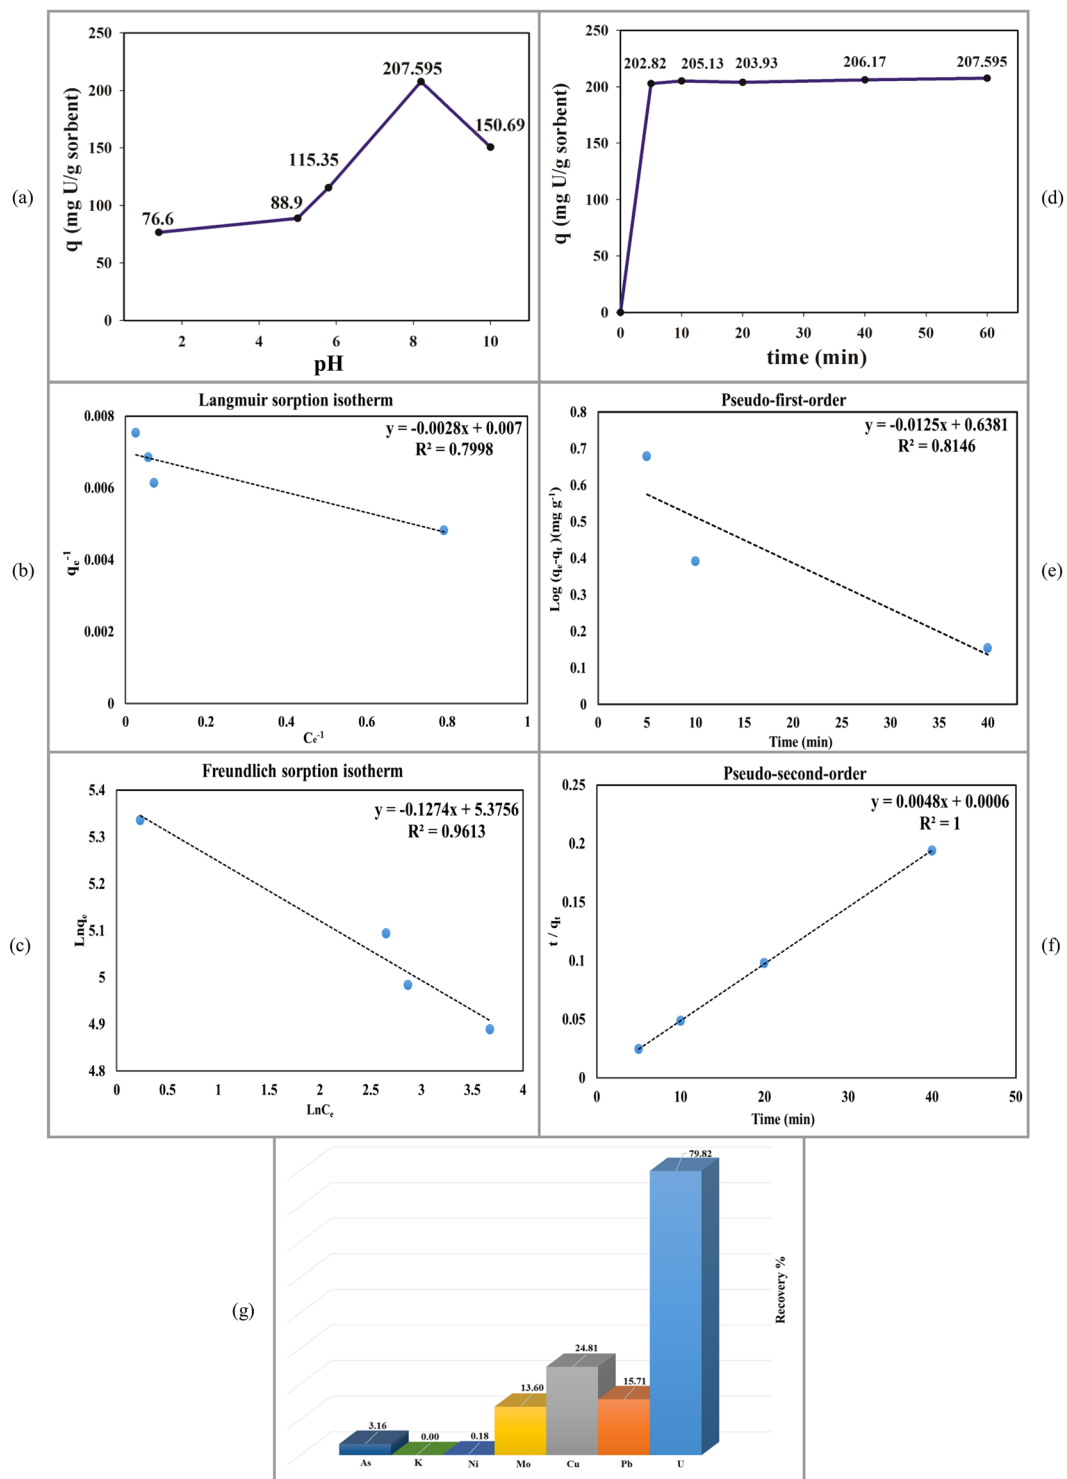 (a)
q (mg U/g sorbent)
250
200
150
100
50
0
76.6
88.9
115.35
207.595
150.69
2
4
6
8
10
pH
(d)
q (mg U/g sorbent)
250
200
150
100
50
0
202.82
205.13
203.93
206.17
207.595
0
10
20
30
40
50
60
time (min)
(b)
Langmuir sorption isotherm
y = -0.0028x + 0.007
R² = 0.7998
qₑ⁻¹
0.008
0.006
0.004
0.002
0
0
0.2
0.4
0.6
0.8
1
Cₑ⁻¹
(e)
Pseudo-first-order
y = -0.0125x + 0.6381
R² = 0.8146
Log (qₑ-qₜ )(mg g⁻¹)
0.8
0.7
0.6
0.5
0.4
0.3
0.2
0.1
0
0
5
10
15
20
25
30
35
40
Time (min)
(c)
Freundlich sorption isotherm
y = -0.1274x + 5.3756
R² = 0.9613
Lnqₑ
5.4
5.3
5.2
5.1
5
4.9
4.8
0
0.5
1
1.5
2
2.5
3
3.5
4
LnCₑ
(f)
Pseudo-second-order
y = 0.0048x + 0.0006
R² = 1
t / qₜ
0.25
0.2
0.15
0.1
0.05
0
0
10
20
30
40
50
Time (min)
(g)
3.16
0.00
0.18
13.60
24.81
15.71
79.82
As
K
Ni
Mo
Cu
Pb
U
Recovery %